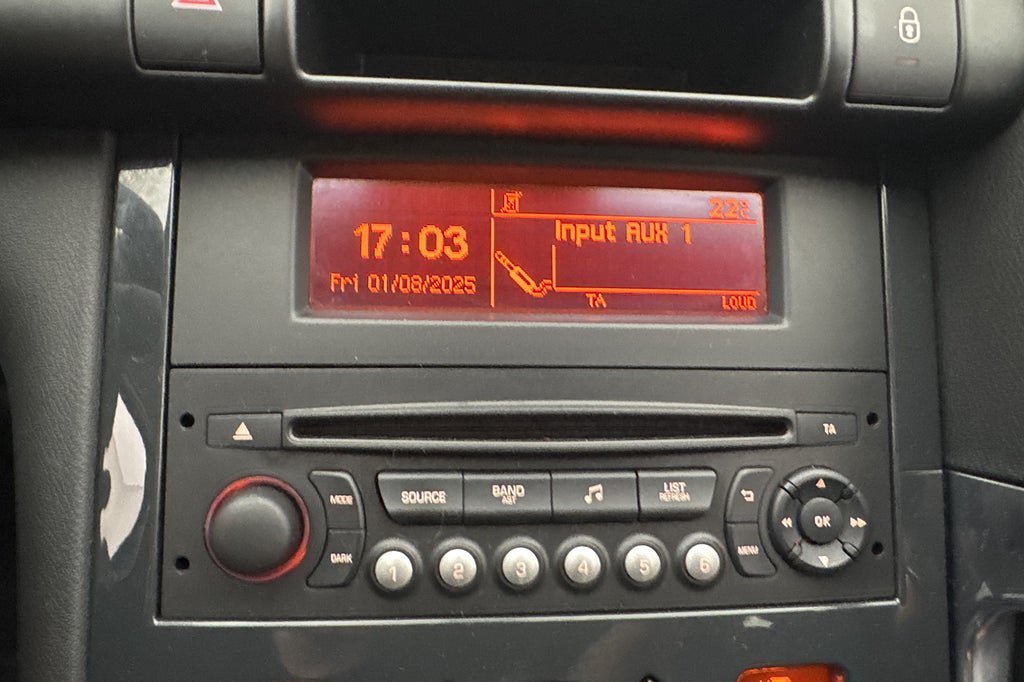 22°
Input AUX 1
17:03
Fri 01/08/2025
TA
LOUD
TA
MODE
SOURCE
BAND
AST
LIST
REFRESH
OK
DARK
MENU
1 2 3 4 5 6